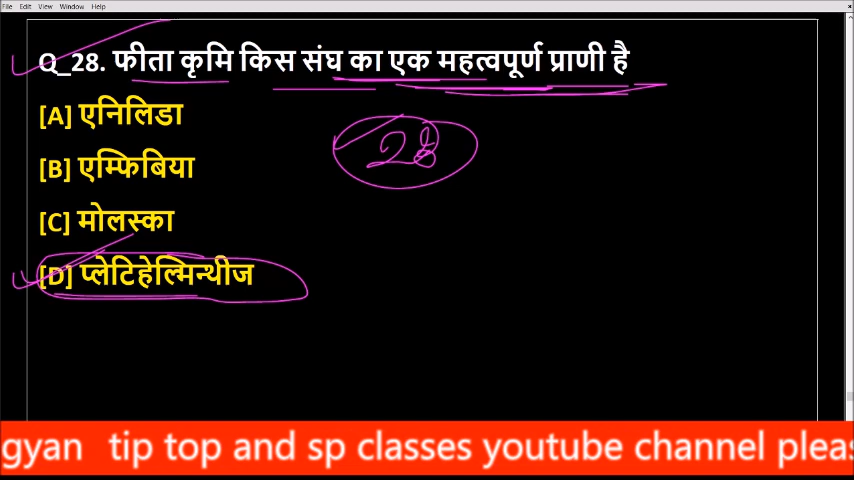 File Edit View Window Help
Q_28. फीता कृमि किस संघ का एक महत्वपूर्ण प्राणी है
[A] एनिलिडा
28
[B] एम्फिबिया
[C] मोलस्का
[D] प्लेटिहेल्मिन्थीज
gyan tip top and sp classes youtube channel pleas